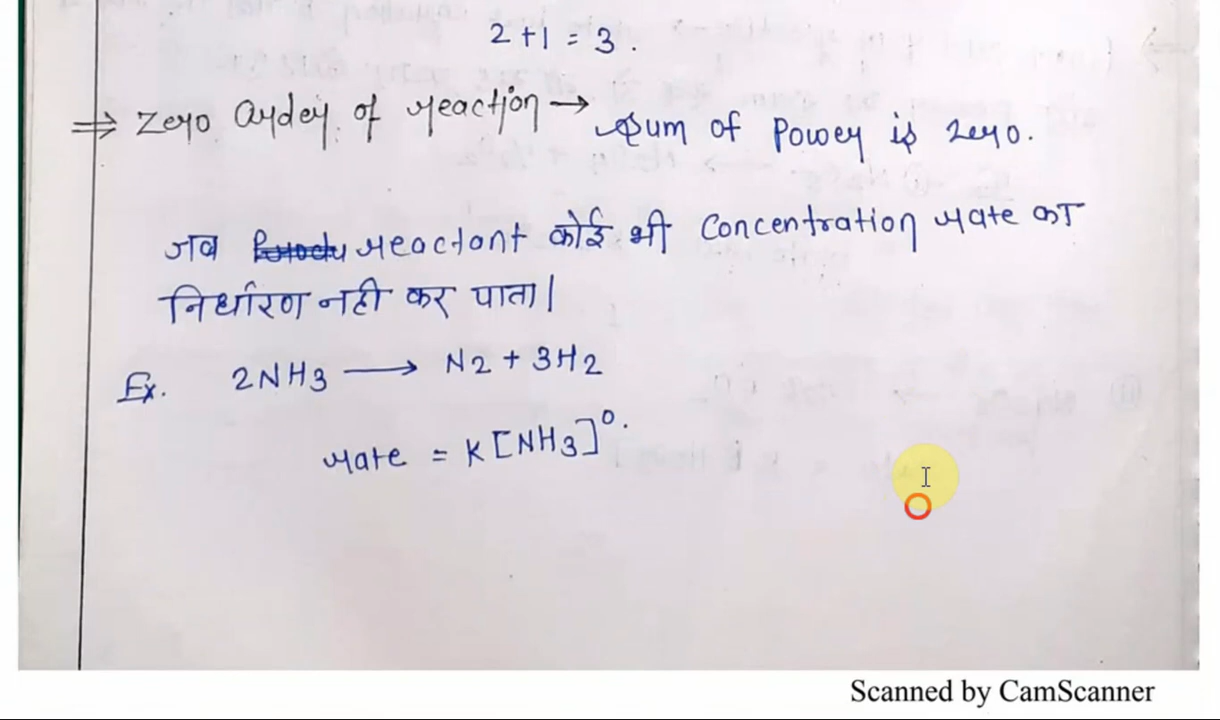 2 + 1 = 3 .
⇒ Zero Order of reaction → Sum of Power is zero.
जब reactant कोई भी Concentration rate का
निर्धारण नही कर पाता|
Ex. 2NH3 ⟶ N2 + 3H2
rate = K [NH3]⁰.
Scanned by CamScanner